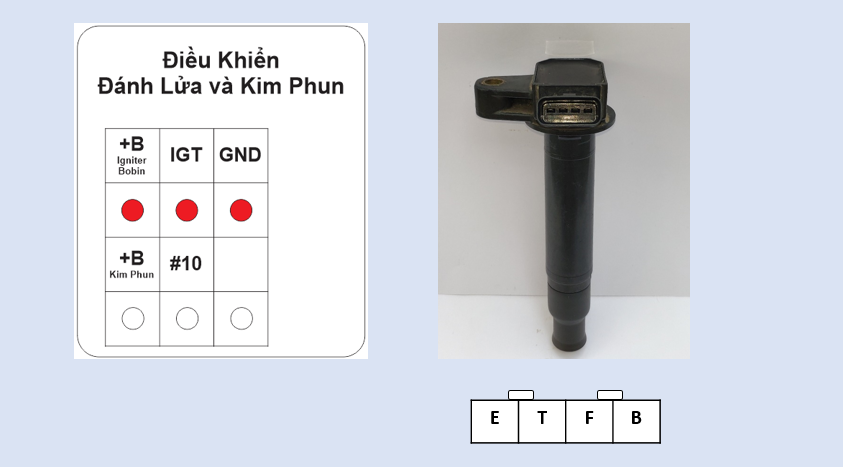 Điều Khiển
Đánh Lửa và Kim Phun
+B IGT GND
Igniter
Bobin
+B #10
Kim Phun
E T F B